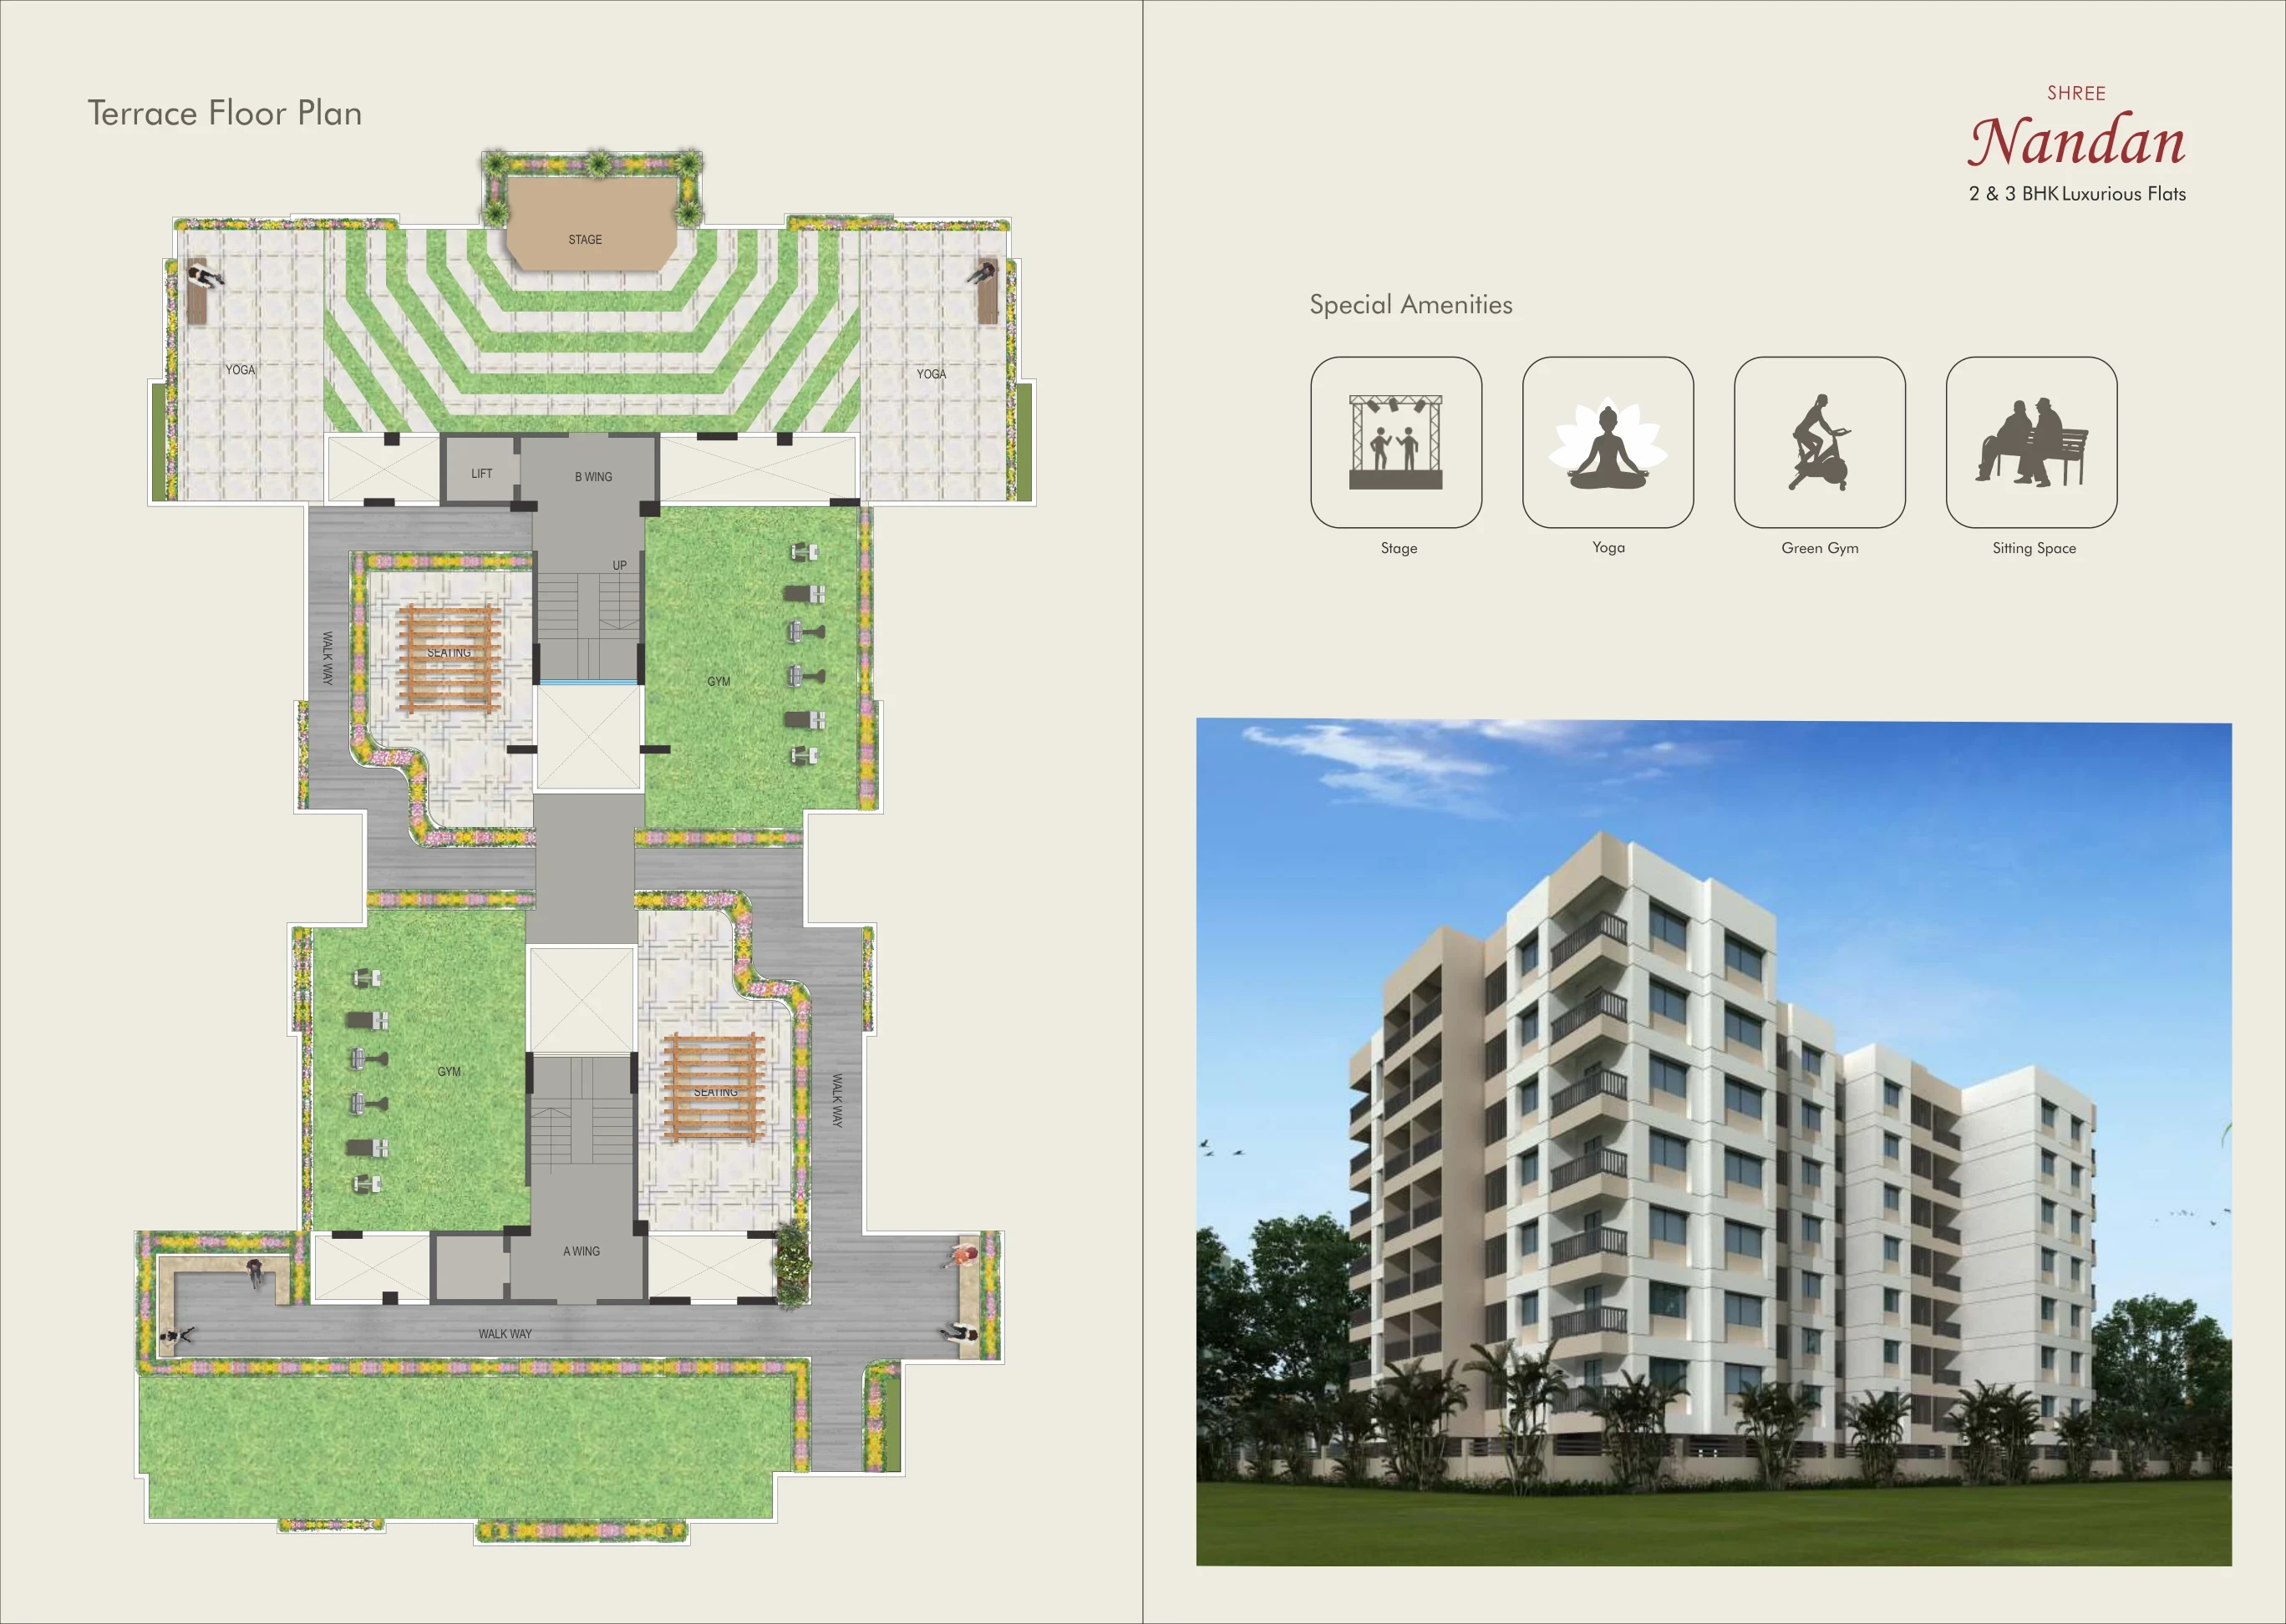 Terrace Floor Plan
STAGE
YOGA
YOGA
LIFT
B WING
UP
WALK WAY
SEATING
GYM
GYM
SEATING
WALK WAY
A WING
WALK WAY
SHREE
Nandan
2 & 3 BHK Luxurious Flats
Special Amenities
Stage
Yoga
Green Gym
Sitting Space